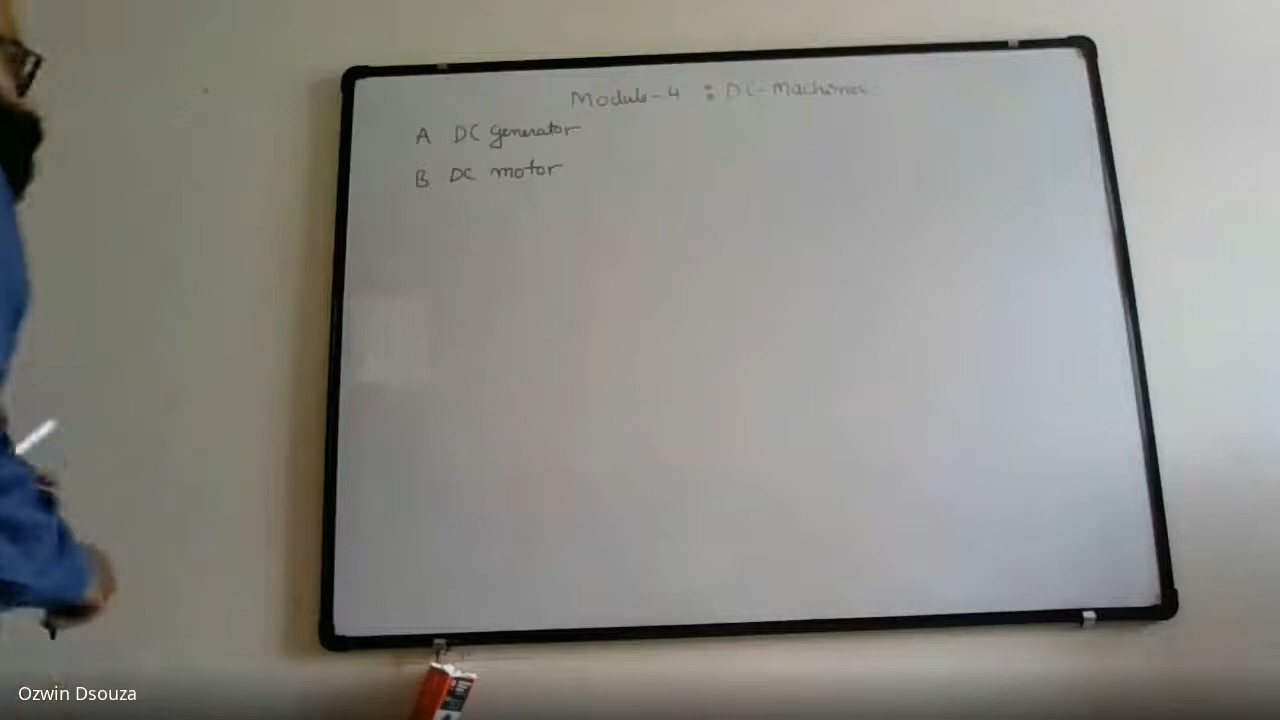 Module-4 : DC-Machines
A DC generator
B DC motor
Ozwin Dsouza